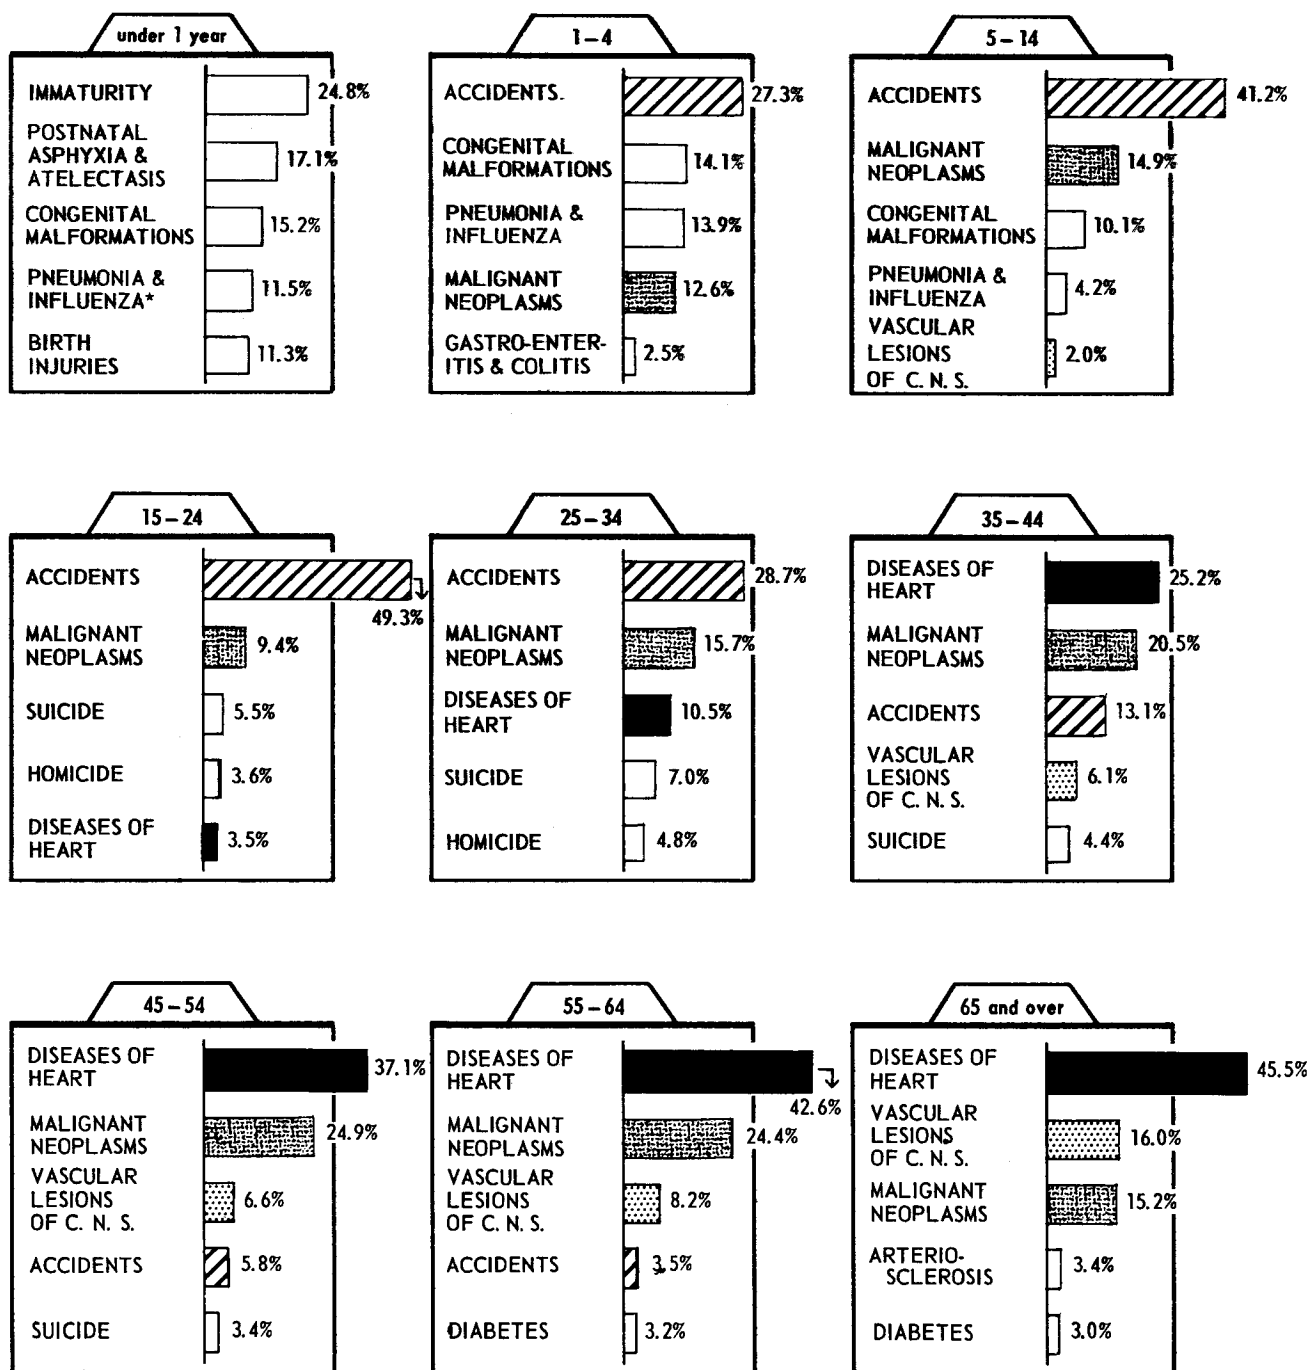 under 1 year
IMMATURITY 24.8%
POSTNATAL
ASPHYXIA & 17.1%
ATELECTASIS
CONGENITAL 15.2%
MALFORMATIONS
PNEUMONIA & 11.5%
INFLUENZA*
BIRTH 11.3%
INJURIES
1–4
ACCIDENTS. 27.3%
CONGENITAL 14.1%
MALFORMATIONS
PNEUMONIA & 13.9%
INFLUENZA
MALIGNANT 12.6%
NEOPLASMS
GASTRO-ENTER- 2.5%
ITIS & COLITIS
5–14
ACCIDENTS 41.2%
MALIGNANT 14.9%
NEOPLASMS
CONGENITAL 10.1%
MALFORMATIONS
PNEUMONIA & 4.2%
INFLUENZA
VASCULAR
LESIONS 2.0%
OF C. N. S.
15–24
ACCIDENTS
49.3%
MALIGNANT 9.4%
NEOPLASMS
SUICIDE 5.5%
HOMICIDE 3.6%
DISEASES OF 3.5%
HEART
25–34
ACCIDENTS 28.7%
MALIGNANT 15.7%
NEOPLASMS
DISEASES OF 10.5%
HEART
SUICIDE 7.0%
HOMICIDE 4.8%
35–44
DISEASES OF 25.2%
HEART
MALIGNANT 20.5%
NEOPLASMS
ACCIDENTS 13.1%
VASCULAR
LESIONS 6.1%
OF C. N. S.
SUICIDE 4.4%
45–54
DISEASES OF 37.1%
HEART
MALIGNANT 24.9%
NEOPLASMS
VASCULAR
LESIONS 6.6%
OF C. N. S.
ACCIDENTS 5.8%
SUICIDE 3.4%
55–64
DISEASES OF
HEART
42.6%
MALIGNANT 24.4%
NEOPLASMS
VASCULAR
LESIONS 8.2%
OF C. N. S.
ACCIDENTS 3.5%
DIABETES 3.2%
65 and over
DISEASES OF 45.5%
HEART
VASCULAR
LESIONS 16.0%
OF C. N. S.
MALIGNANT 15.2%
NEOPLASMS
ARTERIO- 3.4%
SCLEROSIS
DIABETES 3.0%